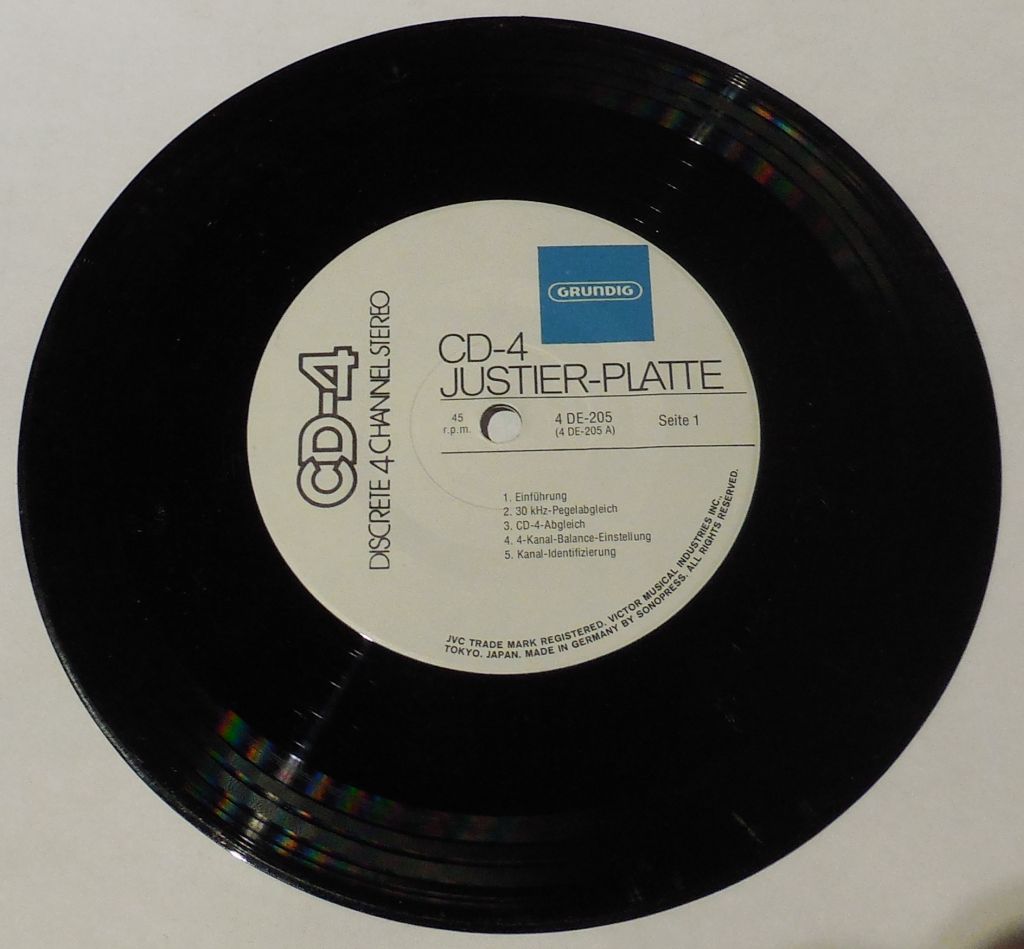 GRUNDIG
CD-4
JUSTIER-PLATTE
45
r.p.m.
4 DE-205
(4 DE-205 A)
Seite 1
1. Einführung
2. 30 kHz-Pegelabgleich
3. CD-4-Abgleich
4. 4-Kanal-Balance-Einstellung
5. Kanal-Identifizierung
CD-4
DISCRETE 4 CHANNEL STEREO
JVC TRADE MARK REGISTERED. VICTOR MUSICAL INDUSTRIES INC.,
TOKYO. JAPAN. MADE IN GERMANY BY SONOPRESS. ALL RIGHTS RESERVED.